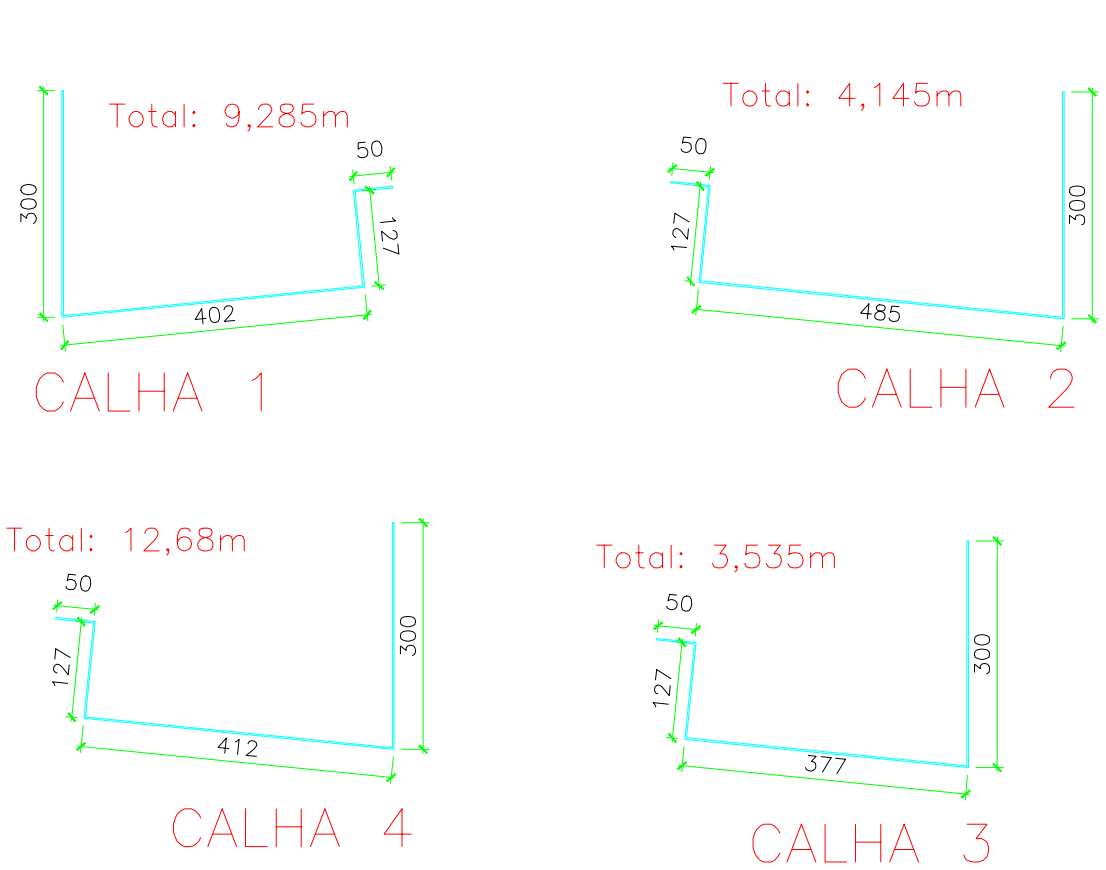 Total: 9,285m
50
300
127
402
CALHA 1
Total: 4,145m
50
127
300
485
CALHA 2
Total: 12,68m
50
127
300
412
CALHA 4
Total: 3,535m
50
127
300
377
CALHA 3